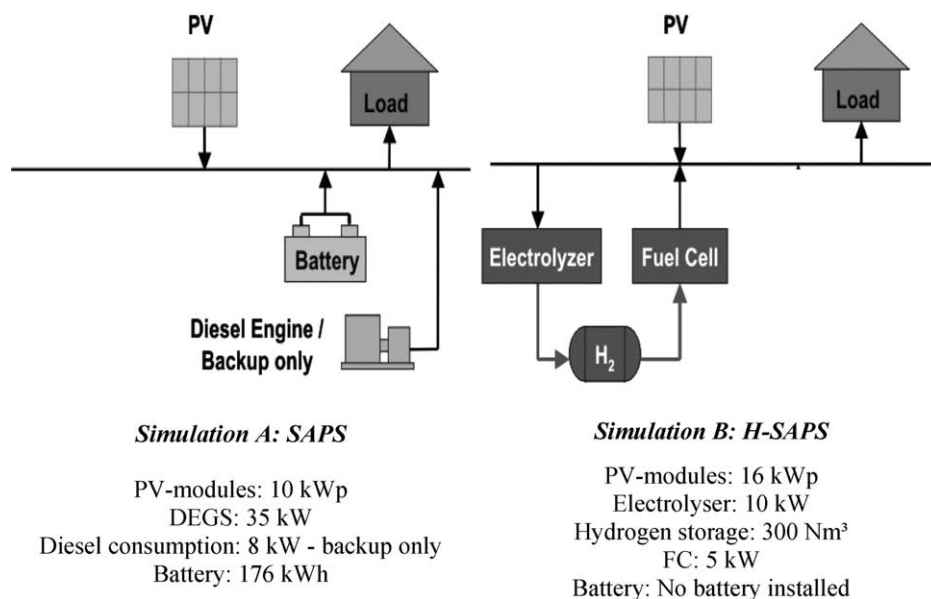 PV
Load
Battery
Diesel Engine /
Backup only
Simulation A: SAPS
PV-modules: 10 kWp
DEGS: 35 kW
Diesel consumption: 8 kW - backup only
Battery: 176 kWh
PV
Load
Electrolyzer
Fuel Cell
H₂
Simulation B: H-SAPS
PV-modules: 16 kWp
Electrolyser: 10 kW
Hydrogen storage: 300 Nm³
FC: 5 kW
Battery: No battery installed